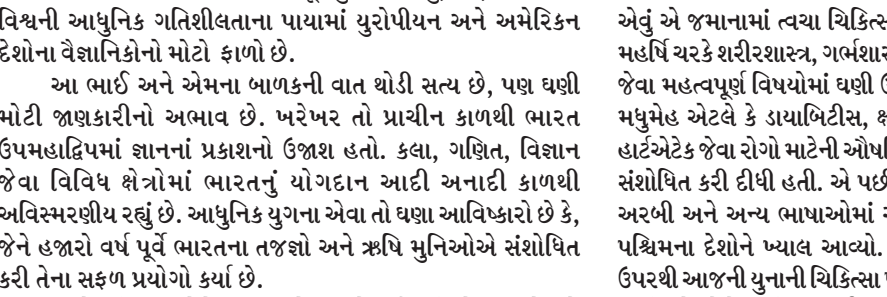 વિશ્વની આધુનિક ગતિશીલતાના પાયામાં યુરોપીયન અને અમેરિકન
દેશોના વૈજ્ઞાનિકોનો મોટો ફાળો છે.
આ ભાઈ અને એમના બાળકની વાત થોડી સત્ય છે, પણ ઘણી
મોટી જાણકારીનો અભાવ છે. ખરેખર તો પ્રાચીન કાળથી ભારત
ઉપમહાદ્વિપમાં જ્ઞાનનાં પ્રકાશનો ઉજાશ હતો. કલા, ગણિત, વિજ્ઞાન
જેવા વિવિધ ક્ષેત્રોમાં ભારતનું યોગદાન આદી અનાદી કાળથી
અવિસ્મરણીય રહ્યું છે. આધુનિક યુગના એવા તો ઘણા આવિષ્કારો છે કે,
જેને હજારો વર્ષ પૂર્વે ભારતના તજજ્ઞો અને ઋષિ મુનિઓએ સંશોધિત
કરી તેના સફળ પ્રયોગો કર્યા છે.
એવું એ જમાનામાં ત્વચા
મહર્ષિ ચરકે શરીરશાસ્ત્ર,
જેવા મહત્વપૂર્ણ વિષયોમાં ઘણી
મધુમેહ એટલે કે ડાયાબિટીસ,
હાર્ટએટેક જેવા રોગો માટેની
સંશોધિત કરી દીધી હતી. એ પછી
અરબી અને અન્ય ભાષાઓમાં
પશ્ચિમના દેશોને ખ્યાલ આવ્યો.
ઉપરથી આજની યુનાની ચિકિત્સા